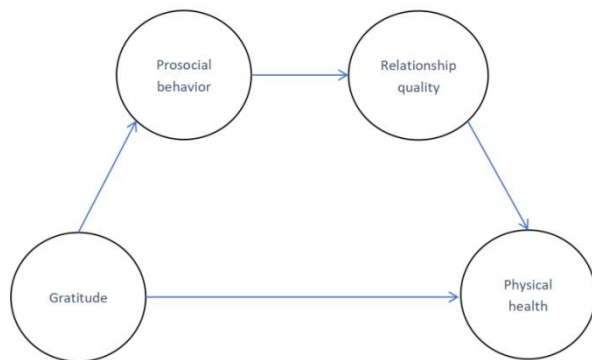 Prosocial
behavior
Relationship
quality
Gratitude
Physical
health